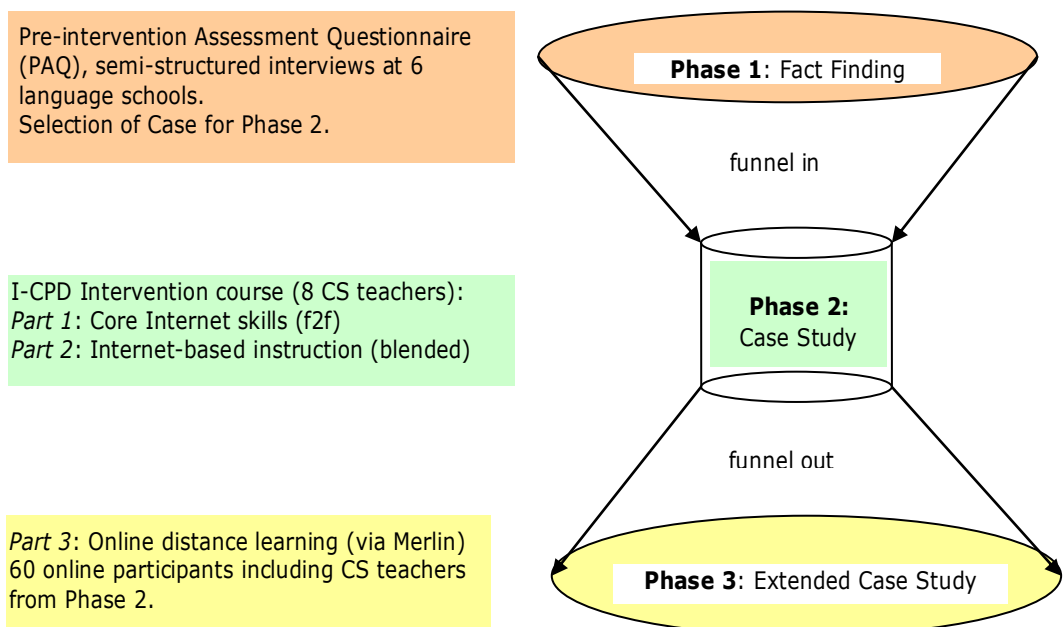 Pre-intervention Assessment Questionnaire
(PAQ), semi-structured interviews at 6
language schools.
Selection of Case for Phase 2.
Phase 1: Fact Finding
funnel in
I-CPD Intervention course (8 CS teachers):
Part 1: Core Internet skills (f2f)
Part 2: Internet-based instruction (blended)
Phase 2:
Case Study
funnel out
Part 3: Online distance learning (via Merlin)
60 online participants including CS teachers
from Phase 2.
Phase 3: Extended Case Study